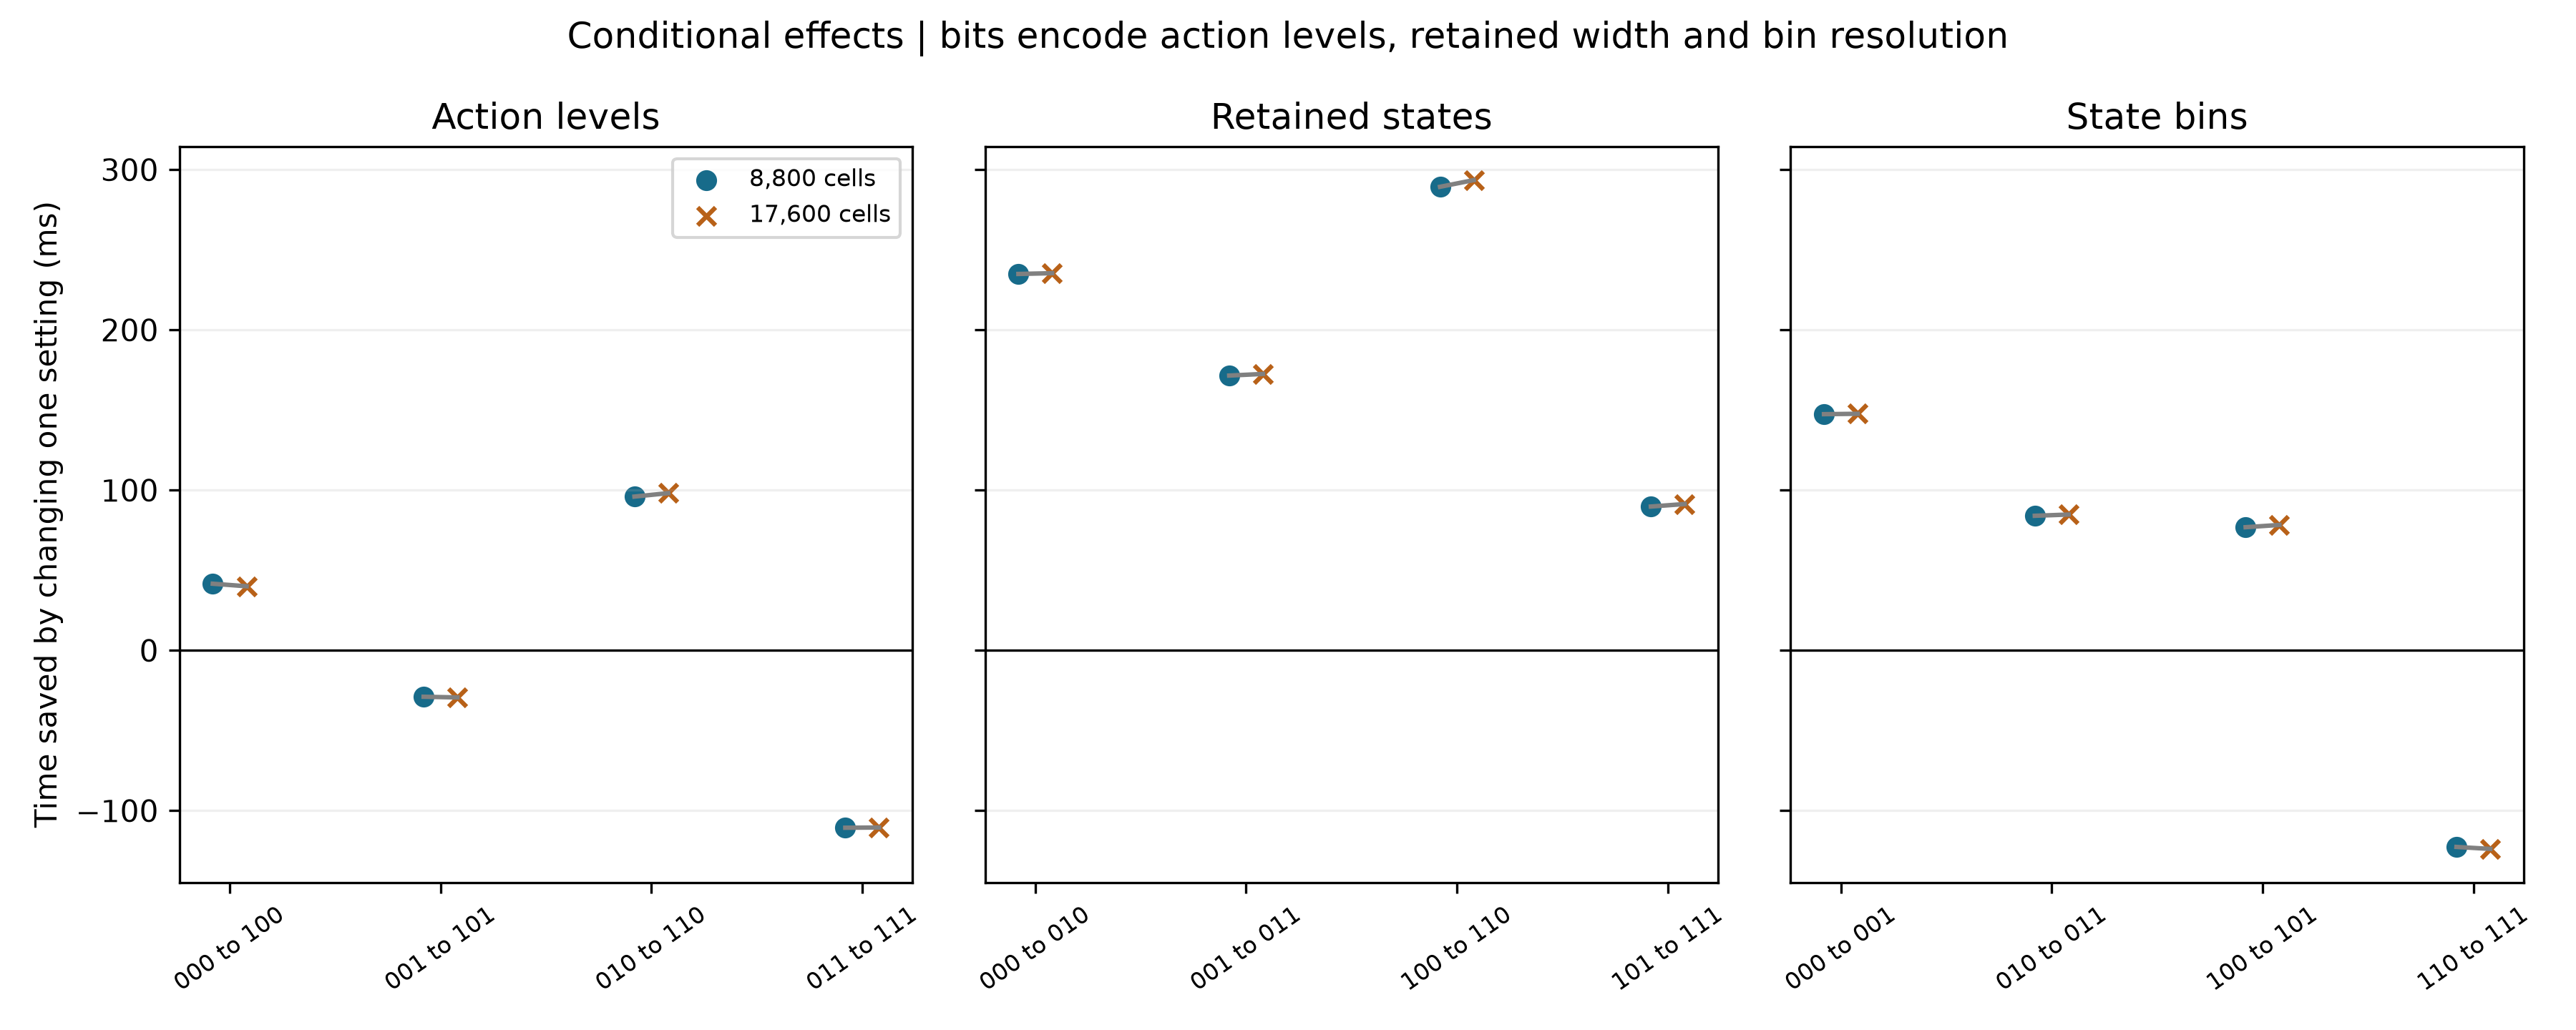 Conditional effects | bits encode action levels, retained width and bin resolution
Action levels
Retained states
State bins
Time saved by changing one setting (ms)
300
200
100
0
−100
8,800 cells
17,600 cells
000 to 100
001 to 101
010 to 110
011 to 111
000 to 010
001 to 011
100 to 110
101 to 111
000 to 001
010 to 011
100 to 101
110 to 111